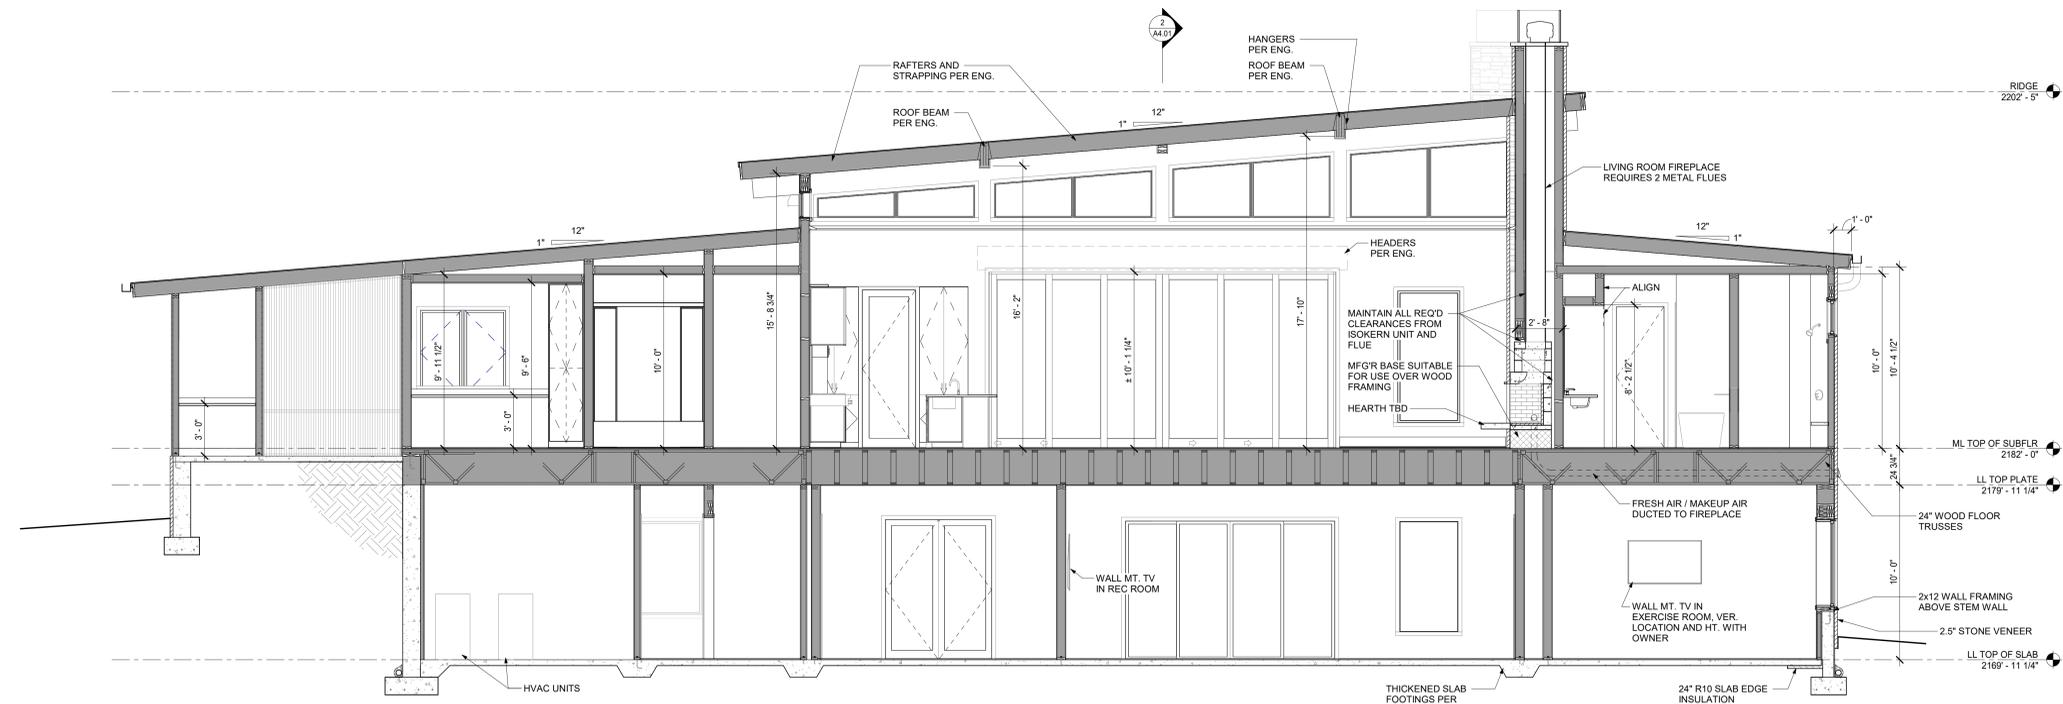 2
A4.01
HANGERS
PER ENG.
ROOF BEAM
PER ENG.
RAFTERS AND
STRAPPING PER ENG.
ROOF BEAM
PER ENG.
12"
1"
RIDGE
2202' - 5"
LIVING ROOM FIREPLACE
REQUIRES 2 METAL FLUES
12"
1"
12"
1"
1' - 0"
HEADERS
PER ENG.
ALIGN
MAINTAIN ALL REQ'D
CLEARANCES FROM
ISOKERN UNIT AND
FLUE
2' - 8"
MFG'R BASE SUITABLE
FOR USE OVER WOOD
FRAMING
HEARTH TBD
3' - 0"
9' - 11 1/2"
3' - 0"
9' - 6"
10' - 0"
15' - 8 3/4"
16' - 2"
± 10' - 1 1/4"
17' - 10"
8' - 2 1/2"
10' - 0"
10' - 4 1/2"
ML TOP OF SUBFLR
2182' - 0"
24 3/4"
LL TOP PLATE
2179' - 11 1/4"
FRESH AIR / MAKEUP AIR
DUCTED TO FIREPLACE
24" WOOD FLOOR
TRUSSES
WALL MT. TV
IN REC ROOM
10' - 0"
WALL MT. TV IN
EXERCISE ROOM, VER.
LOCATION AND HT. WITH
OWNER
2x12 WALL FRAMING
ABOVE STEM WALL
2.5" STONE VENEER
LL TOP OF SLAB
2169' - 11 1/4"
HVAC UNITS
THICKENED SLAB
FOOTINGS PER
24" R10 SLAB EDGE
INSULATION